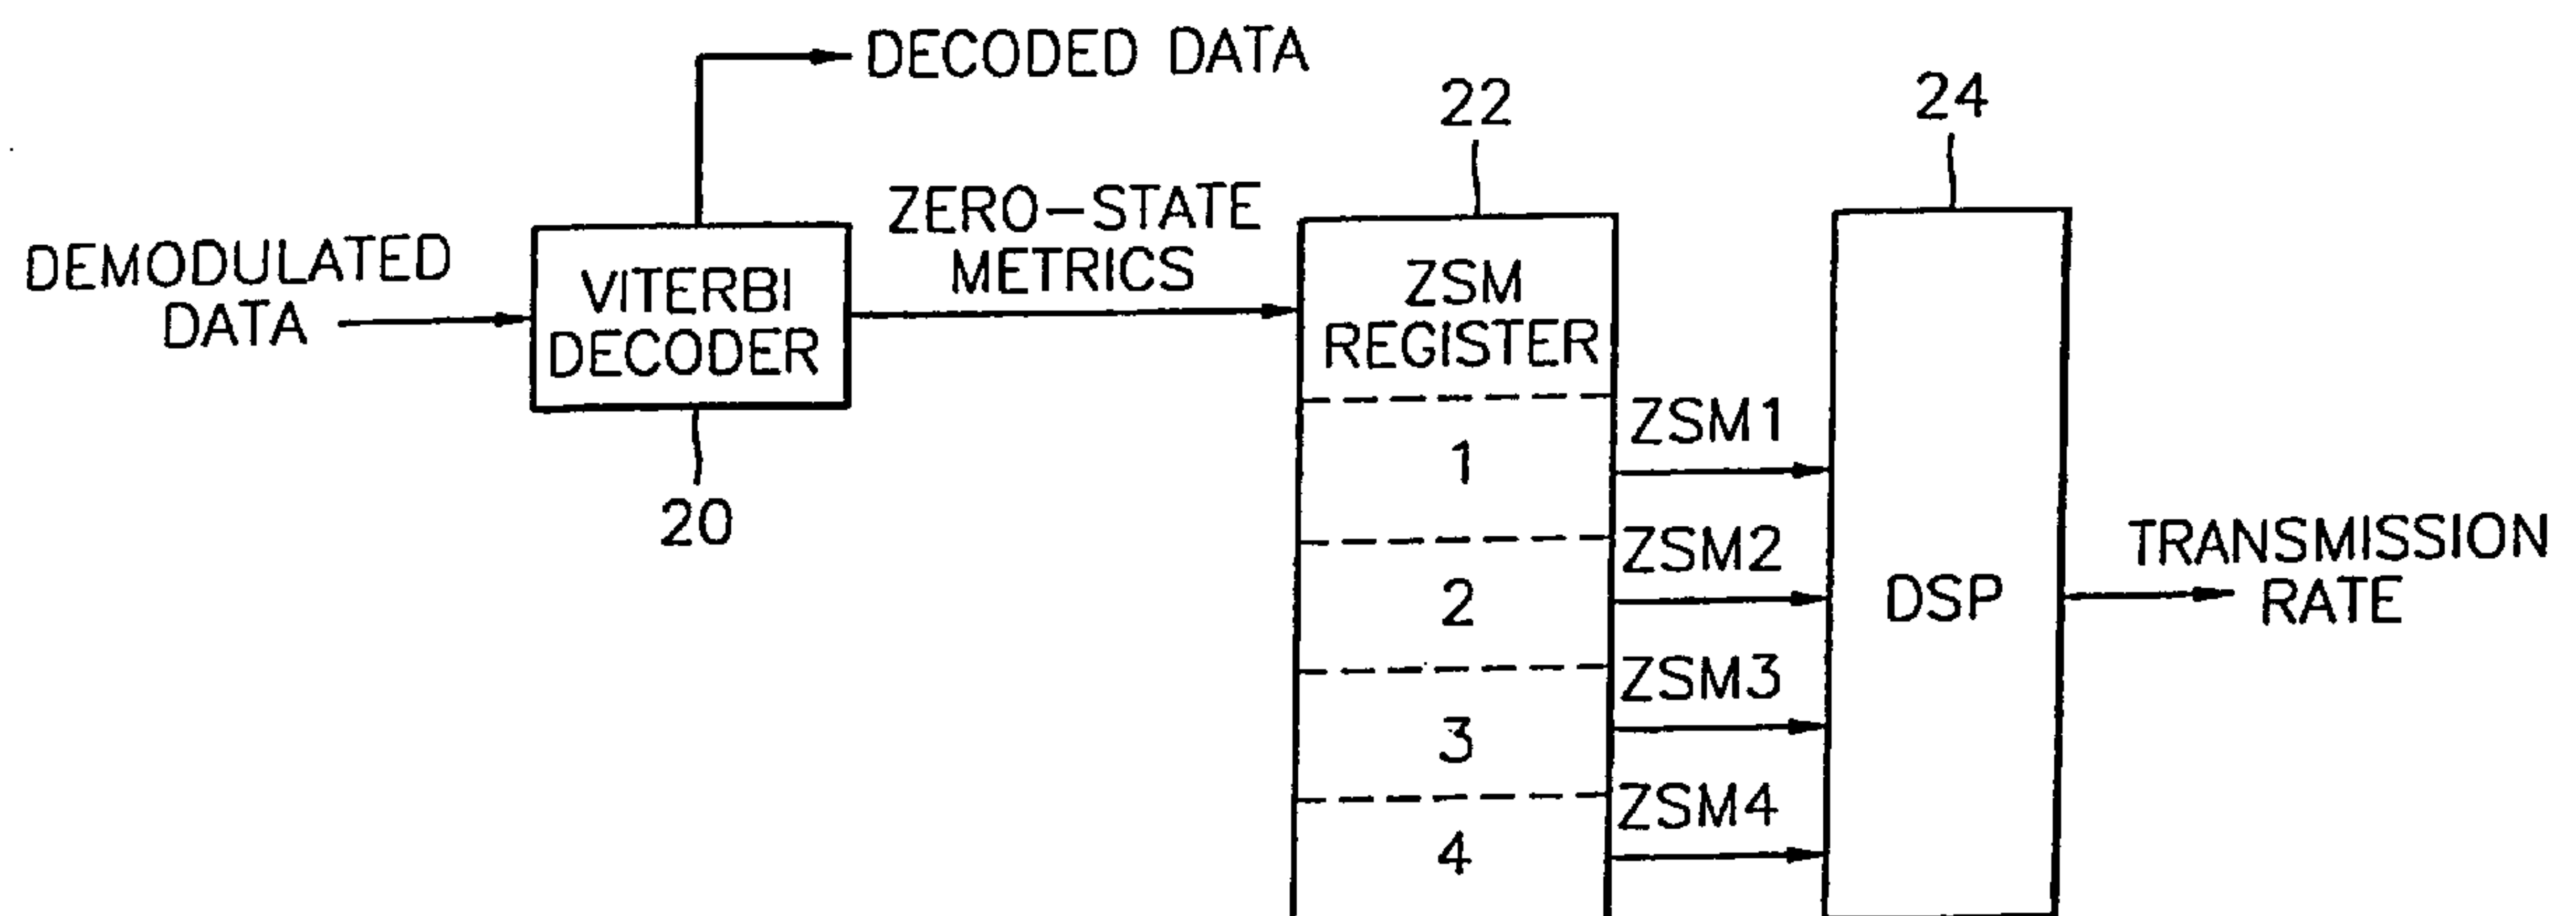 DECODED DATA
22
24
ZERO-STATE
METRICS
DEMODULATED
DATA
VITERBI
DECODER
20
ZSM
REGISTER
1
2
3
4
ZSM1
ZSM2
ZSM3
ZSM4
DSP
TRANSMISSION
RATE